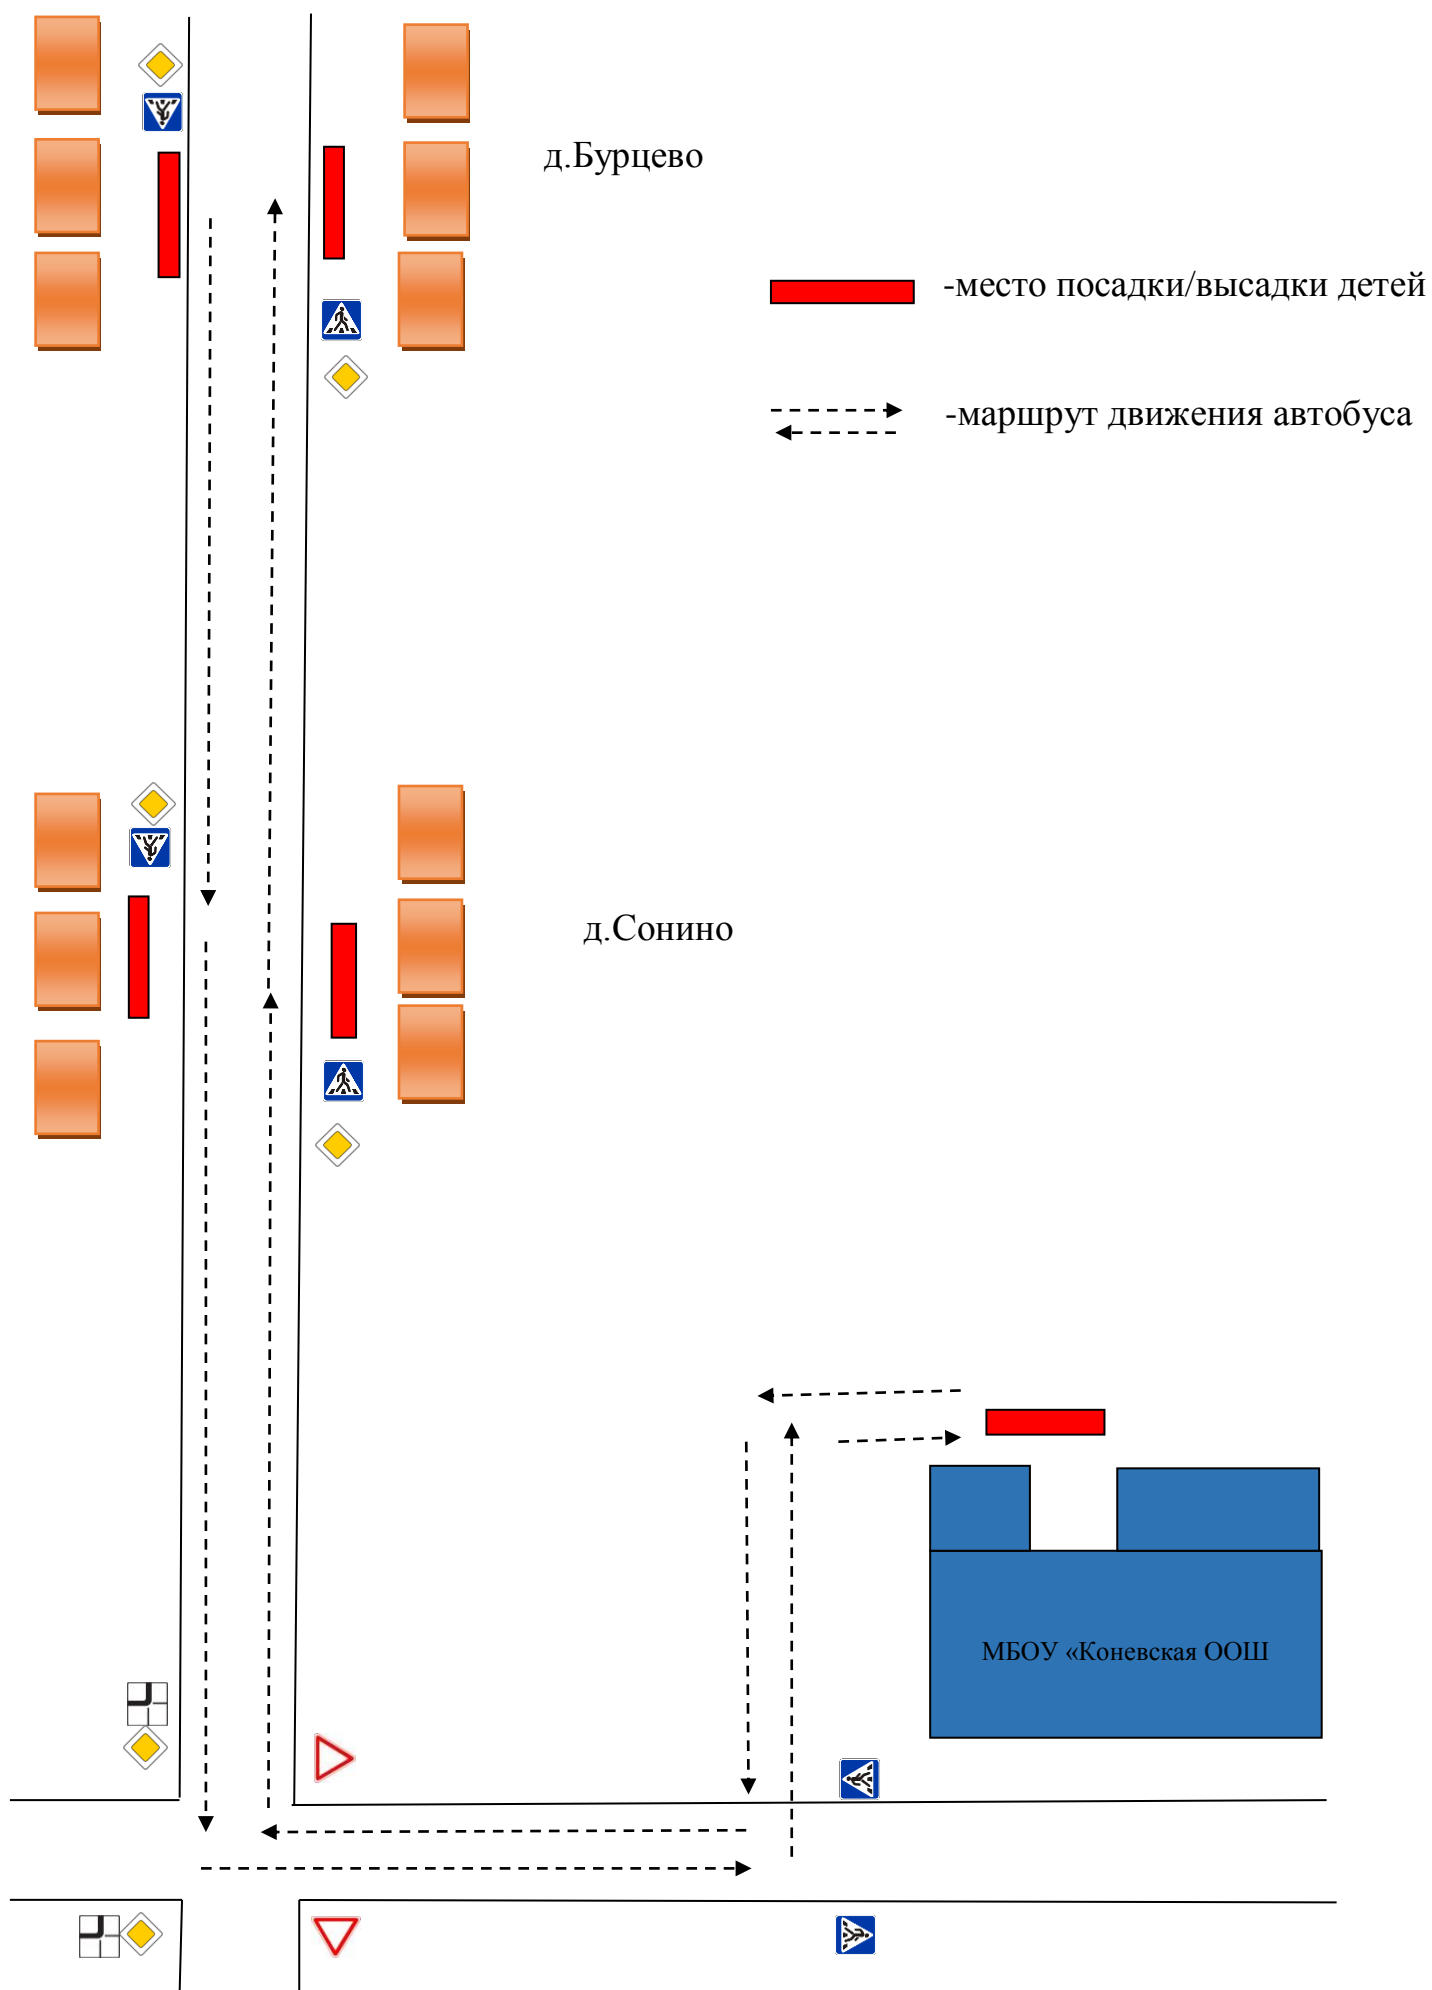 д.Бурцево
-место посадки/высадки детей
-маршрут движения автобуса
д.Сонино
МБОУ «Коневская ООШ